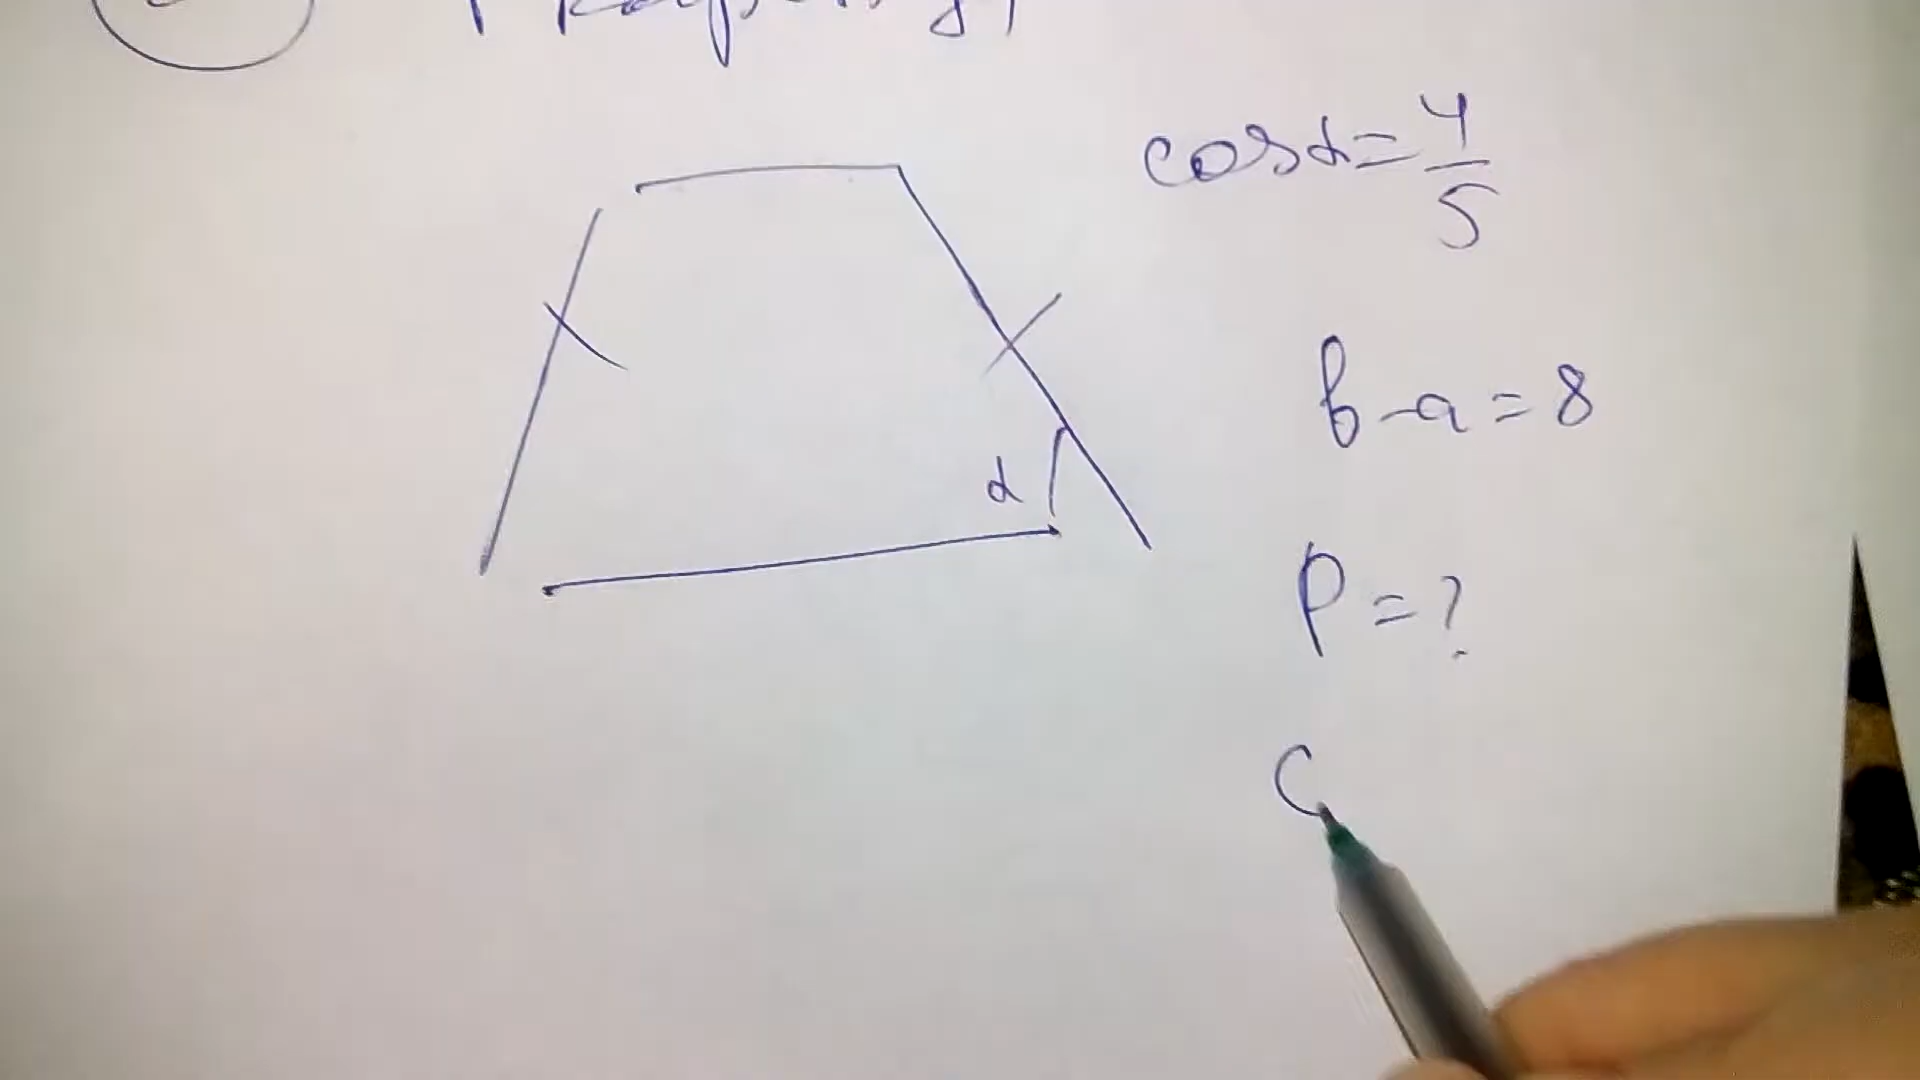 cosα = 4/5
α
b - a = 8
P = ?
C